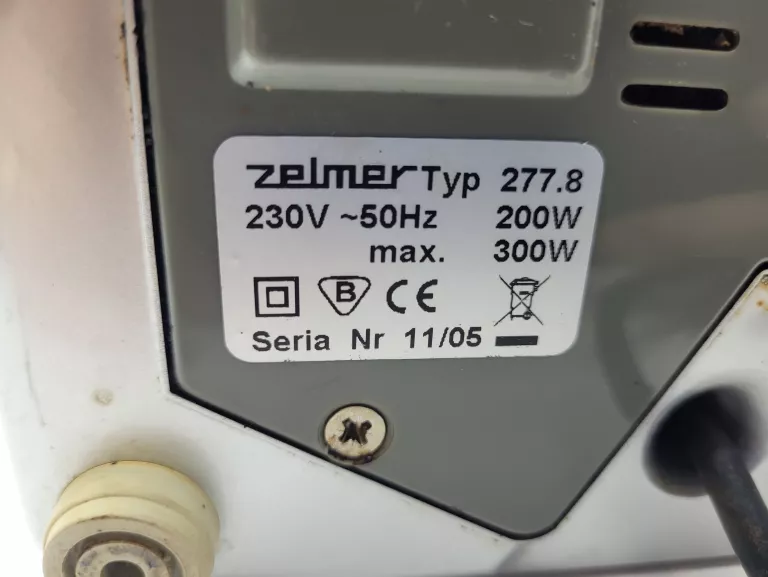 zelmer Typ 277.8
230V ~50Hz 200W
max. 300W
B CE
Seria Nr 11/05